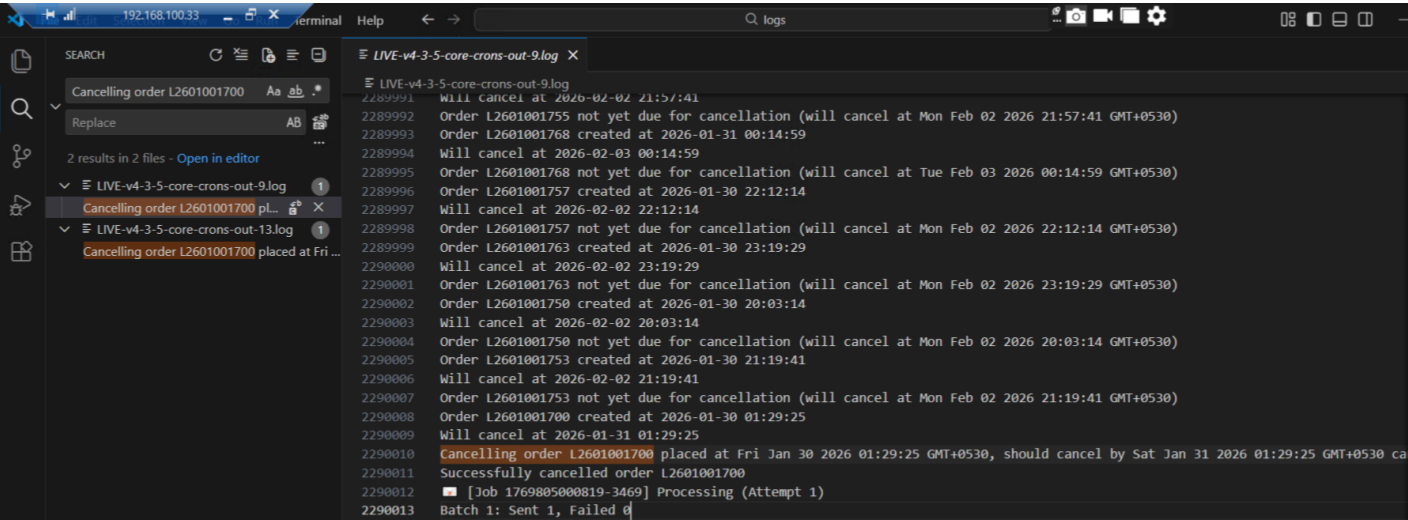 192.168.100.33
Terminal
Help
logs
SEARCH
Cancelling order L2601001700
Aa ab .*
Replace
AB
2 results in 2 files - Open in editor
LIVE-v4-3-5-core-crons-out-9.log
1
Cancelling order L2601001700 pl...
LIVE-v4-3-5-core-crons-out-13.log
1
Cancelling order L2601001700 placed at Fri ...
LIVE-v4-3-5-core-crons-out-9.log
LIVE-v4-3-5-core-crons-out-9.log
2289991 Will cancel at 2026-02-02 21:57:41
2289992 Order L2601001755 not yet due for cancellation (will cancel at Mon Feb 02 2026 21:57:41 GMT+0530)
2289993 Order L2601001768 created at 2026-01-31 00:14:59
2289994 Will cancel at 2026-02-03 00:14:59
2289995 Order L2601001768 not yet due for cancellation (will cancel at Tue Feb 03 2026 00:14:59 GMT+0530)
2289996 Order L2601001757 created at 2026-01-30 22:12:14
2289997 Will cancel at 2026-02-02 22:12:14
2289998 Order L2601001757 not yet due for cancellation (will cancel at Mon Feb 02 2026 22:12:14 GMT+0530)
2289999 Order L2601001763 created at 2026-01-30 23:19:29
2290000 Will cancel at 2026-02-02 23:19:29
2290001 Order L2601001763 not yet due for cancellation (will cancel at Mon Feb 02 2026 23:19:29 GMT+0530)
2290002 Order L2601001750 created at 2026-01-30 20:03:14
2290003 Will cancel at 2026-02-02 20:03:14
2290004 Order L2601001750 not yet due for cancellation (will cancel at Mon Feb 02 2026 20:03:14 GMT+0530)
2290005 Order L2601001753 created at 2026-01-30 21:19:41
2290006 Will cancel at 2026-02-02 21:19:41
2290007 Order L2601001753 not yet due for cancellation (will cancel at Mon Feb 02 2026 21:19:41 GMT+0530)
2290008 Order L2601001700 created at 2026-01-30 01:29:25
2290009 Will cancel at 2026-01-31 01:29:25
2290010 Cancelling order L2601001700 placed at Fri Jan 30 2026 01:29:25 GMT+0530, should cancel by Sat Jan 31 2026 01:29:25 GMT+0530 ca
2290011 Successfully cancelled order L2601001700
2290012 [Job 1769805000819-3469] Processing (Attempt 1)
2290013 Batch 1: Sent 1, Failed 0